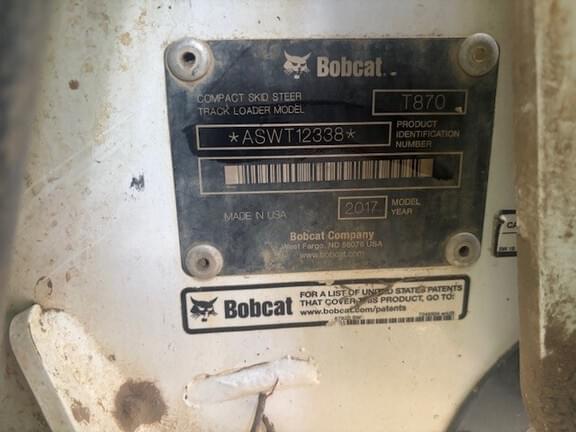 Bobcat
COMPACT SKID STEER
TRACK LOADER MODEL
T870
*ASWT12338*
PRODUCT
IDENTIFICATION
NUMBER
MADE IN USA
2017
MODEL
YEAR
Bobcat Company
West Fargo, ND 58078 USA
www.bobcat.com
Bobcat
FOR A LIST OF UNITED STATES PATENTS
THAT COVER THIS PRODUCT, GO TO:
www.bobcat.com/patents